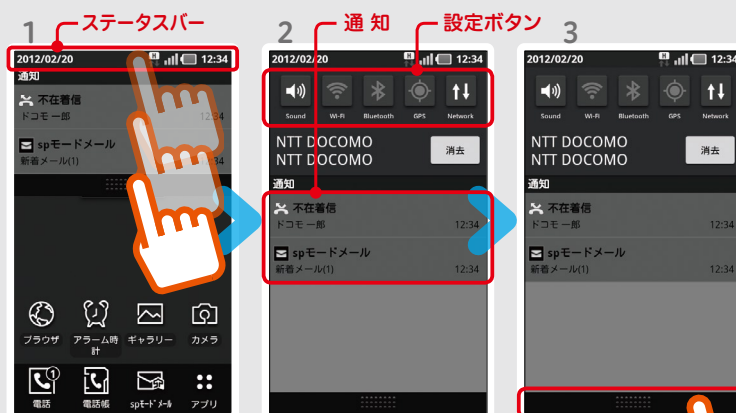 1
ステータスバー
2012/02/20
H
12:34
通知
不在着信
ドコモ 一郎
spモードメール
新着メール(1)
ブラウザ
アラーム時計
ギャラリー
カメラ
1
電話
電話帳
spモードメール
アプリ
2
通 知
設定ボタン
2012/02/20
H
12:34
Sound
Wi-Fi
Bluetooth
GPS
Network
NTT DOCOMO
NTT DOCOMO
消去
通知
不在着信
ドコモ 一郎
12:34
spモードメール
新着メール(1)
12:34
3
2012/02/20
H
12:34
Sound
Wi-Fi
Bluetooth
GPS
Network
NTT DOCOMO
NTT DOCOMO
消去
通知
不在着信
ドコモ 一郎
12:34
spモードメール
新着メール(1)
12:34